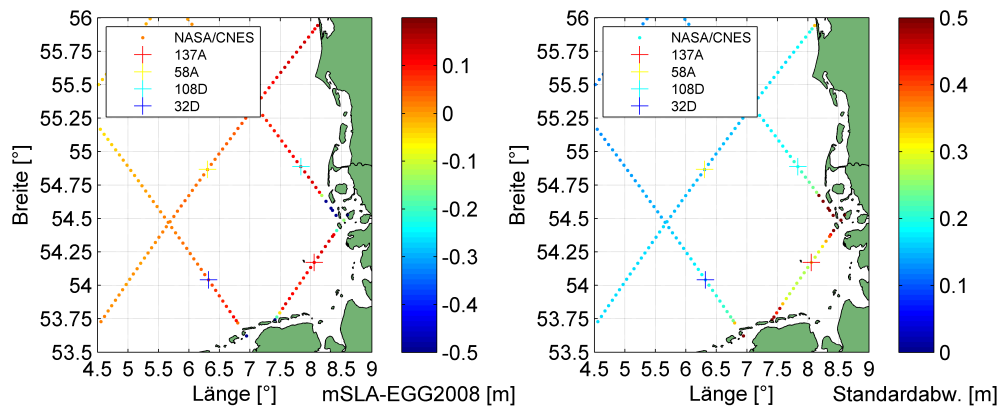 56
55.75
55.5
55.25
55
54.75
54.5
54.25
54
53.75
53.5
Breite [°]
4.5 5 5.5 6 6.5 7 7.5 8 8.5 9
Länge [°]
NASA/CNES
137A
58A
108D
32D
0.1
0
-0.1
-0.2
-0.3
-0.4
-0.5
mSLA-EGG2008 [m]
56
55.75
55.5
55.25
55
54.75
54.5
54.25
54
53.75
53.5
Breite [°]
4.5 5 5.5 6 6.5 7 7.5 8 8.5 9
Länge [°]
NASA/CNES
137A
58A
108D
32D
0.5
0.4
0.3
0.2
0.1
0
Standardabw. [m]